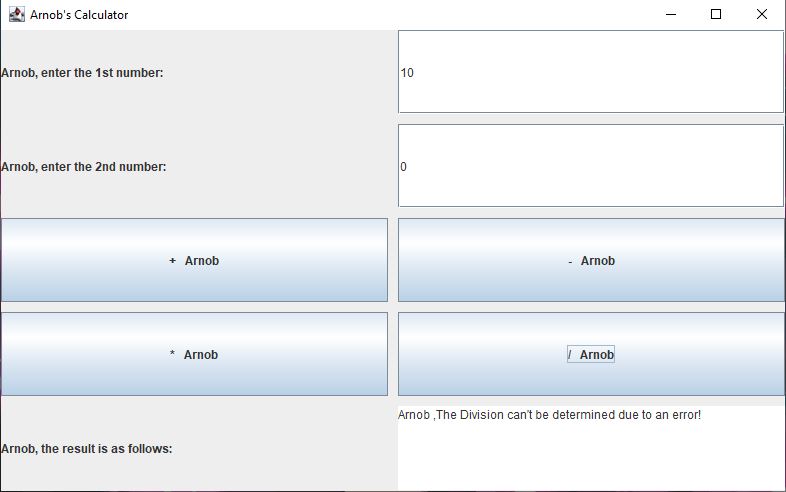 Arnob's Calculator
Arnob, enter the 1st number:
10
Arnob, enter the 2nd number:
0
+ Arnob
- Arnob
* Arnob
/ Arnob
Arnob, the result is as follows:
Arnob ,The Division can't be determined due to an error!